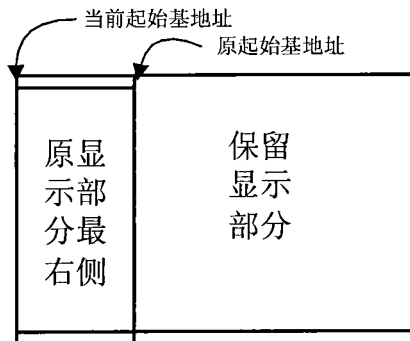 当前起始基地址
原起始基地址
原显
示部
分最
右侧
保留
显示
部分